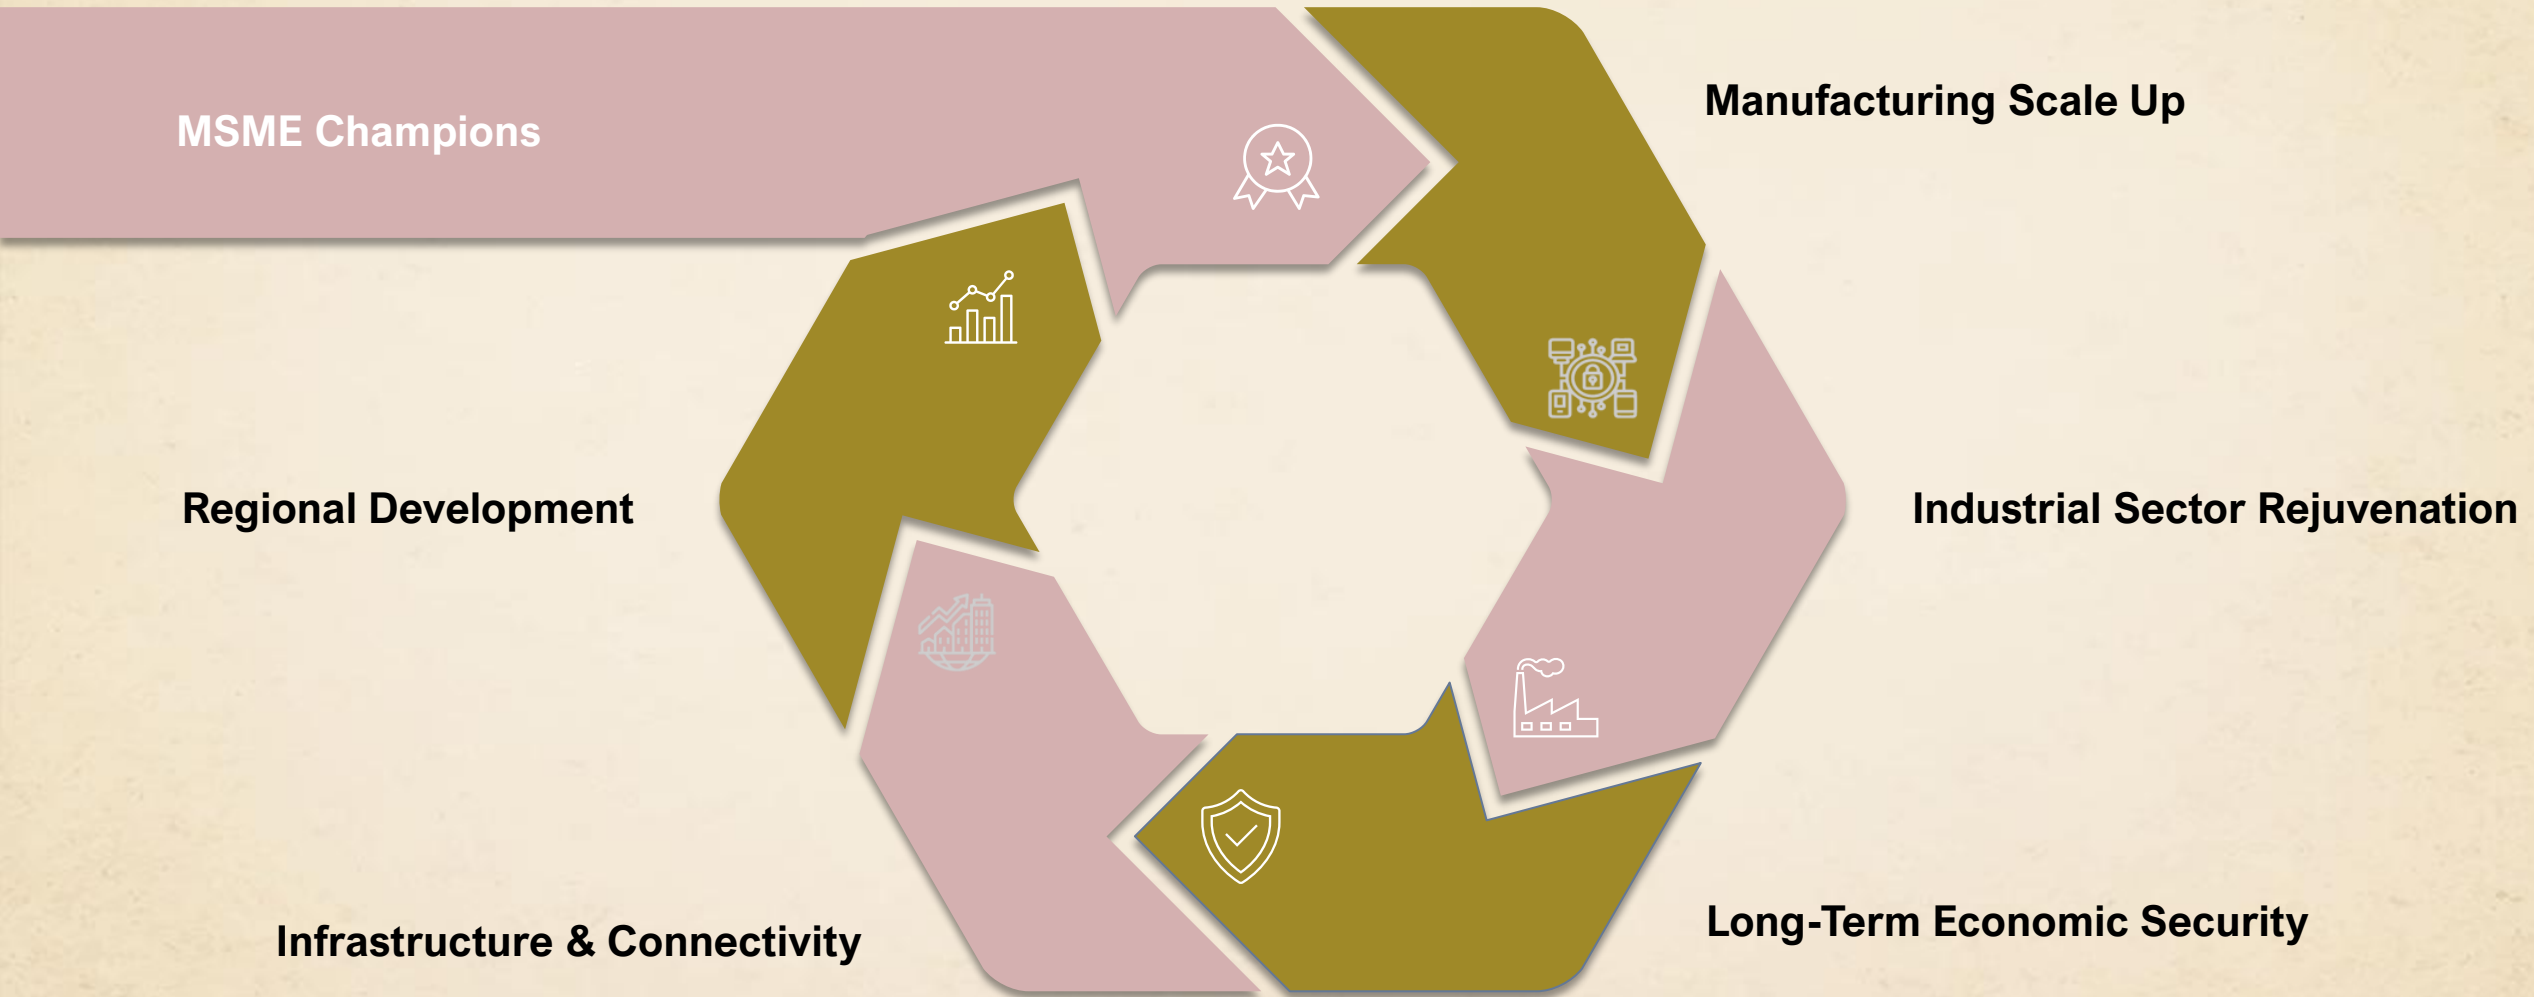 MSME Champions
Manufacturing Scale Up
Industrial Sector Rejuvenation
Long-Term Economic Security
Infrastructure & Connectivity
Regional Development